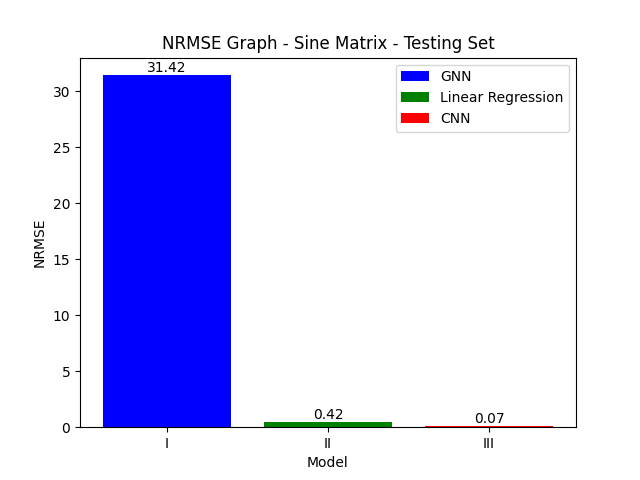 NRMSE Graph - Sine Matrix - Testing Set
31.42
GNN
Linear Regression
CNN
30
25
20
15
10
5
0
NRMSE
0.42
0.07
I
II
III
Model